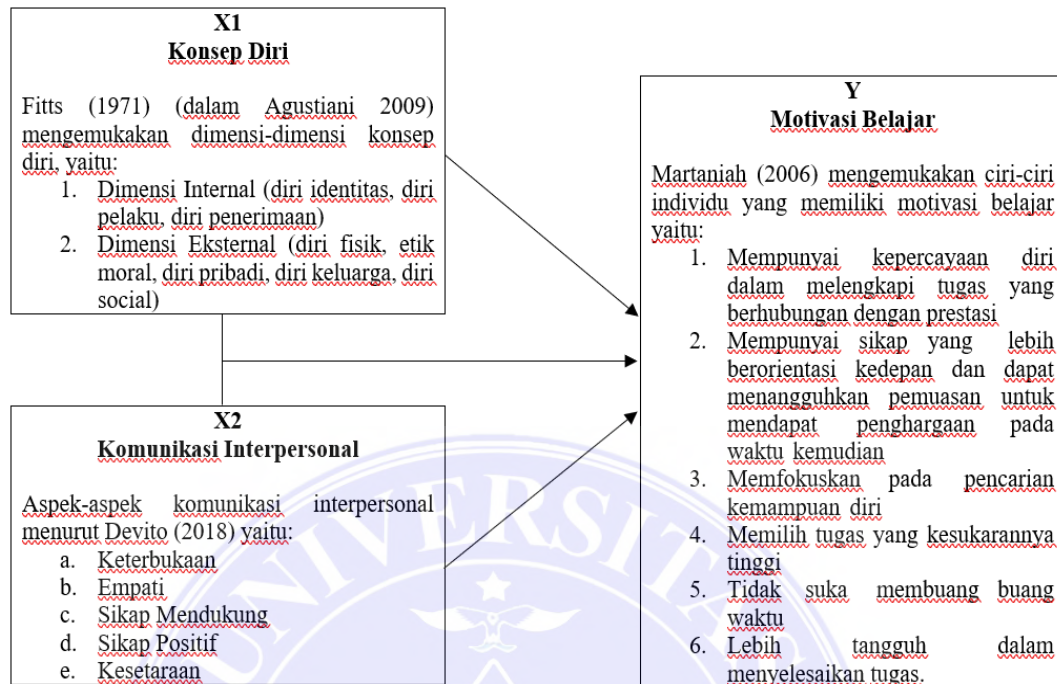 X1
Konsep Diri
Fitts (1971) (dalam Agustiani 2009)
mengemukakan dimensi-dimensi konsep
diri, yaitu:
1. Dimensi Internal (diri identitas, diri
pelaku, diri penerimaan)
2. Dimensi Eksternal (diri fisik, etik
moral, diri pribadi, diri keluarga, diri
social)
X2
Komunikasi Interpersonal
Aspek-aspek komunikasi interpersonal
menurut Devito (2018) yaitu:
a. Keterbukaan
b. Empati
c. Sikap Mendukung
d. Sikap Positif
e. Kesetaraan
Y
Motivasi Belajar
Martaniah (2006) mengemukakan ciri-ciri
individu yang memiliki motivasi belajar
yaitu:
1. Mempunyai kepercayaan diri
dalam melengkapi tugas yang
berhubungan dengan prestasi
2. Mempunyai sikap yang lebih
berorientasi kedepan dan dapat
menangguhkan pemuasan untuk
mendapat penghargaan pada
waktu kemudian
3. Memfokuskan pada pencarian
kemampuan diri
4. Memilih tugas yang kesukarannya
tinggi
5. Tidak suka membuang buang
waktu
6. Lebih tangguh dalam
menyelesaikan tugas.
UNIVERSITAS